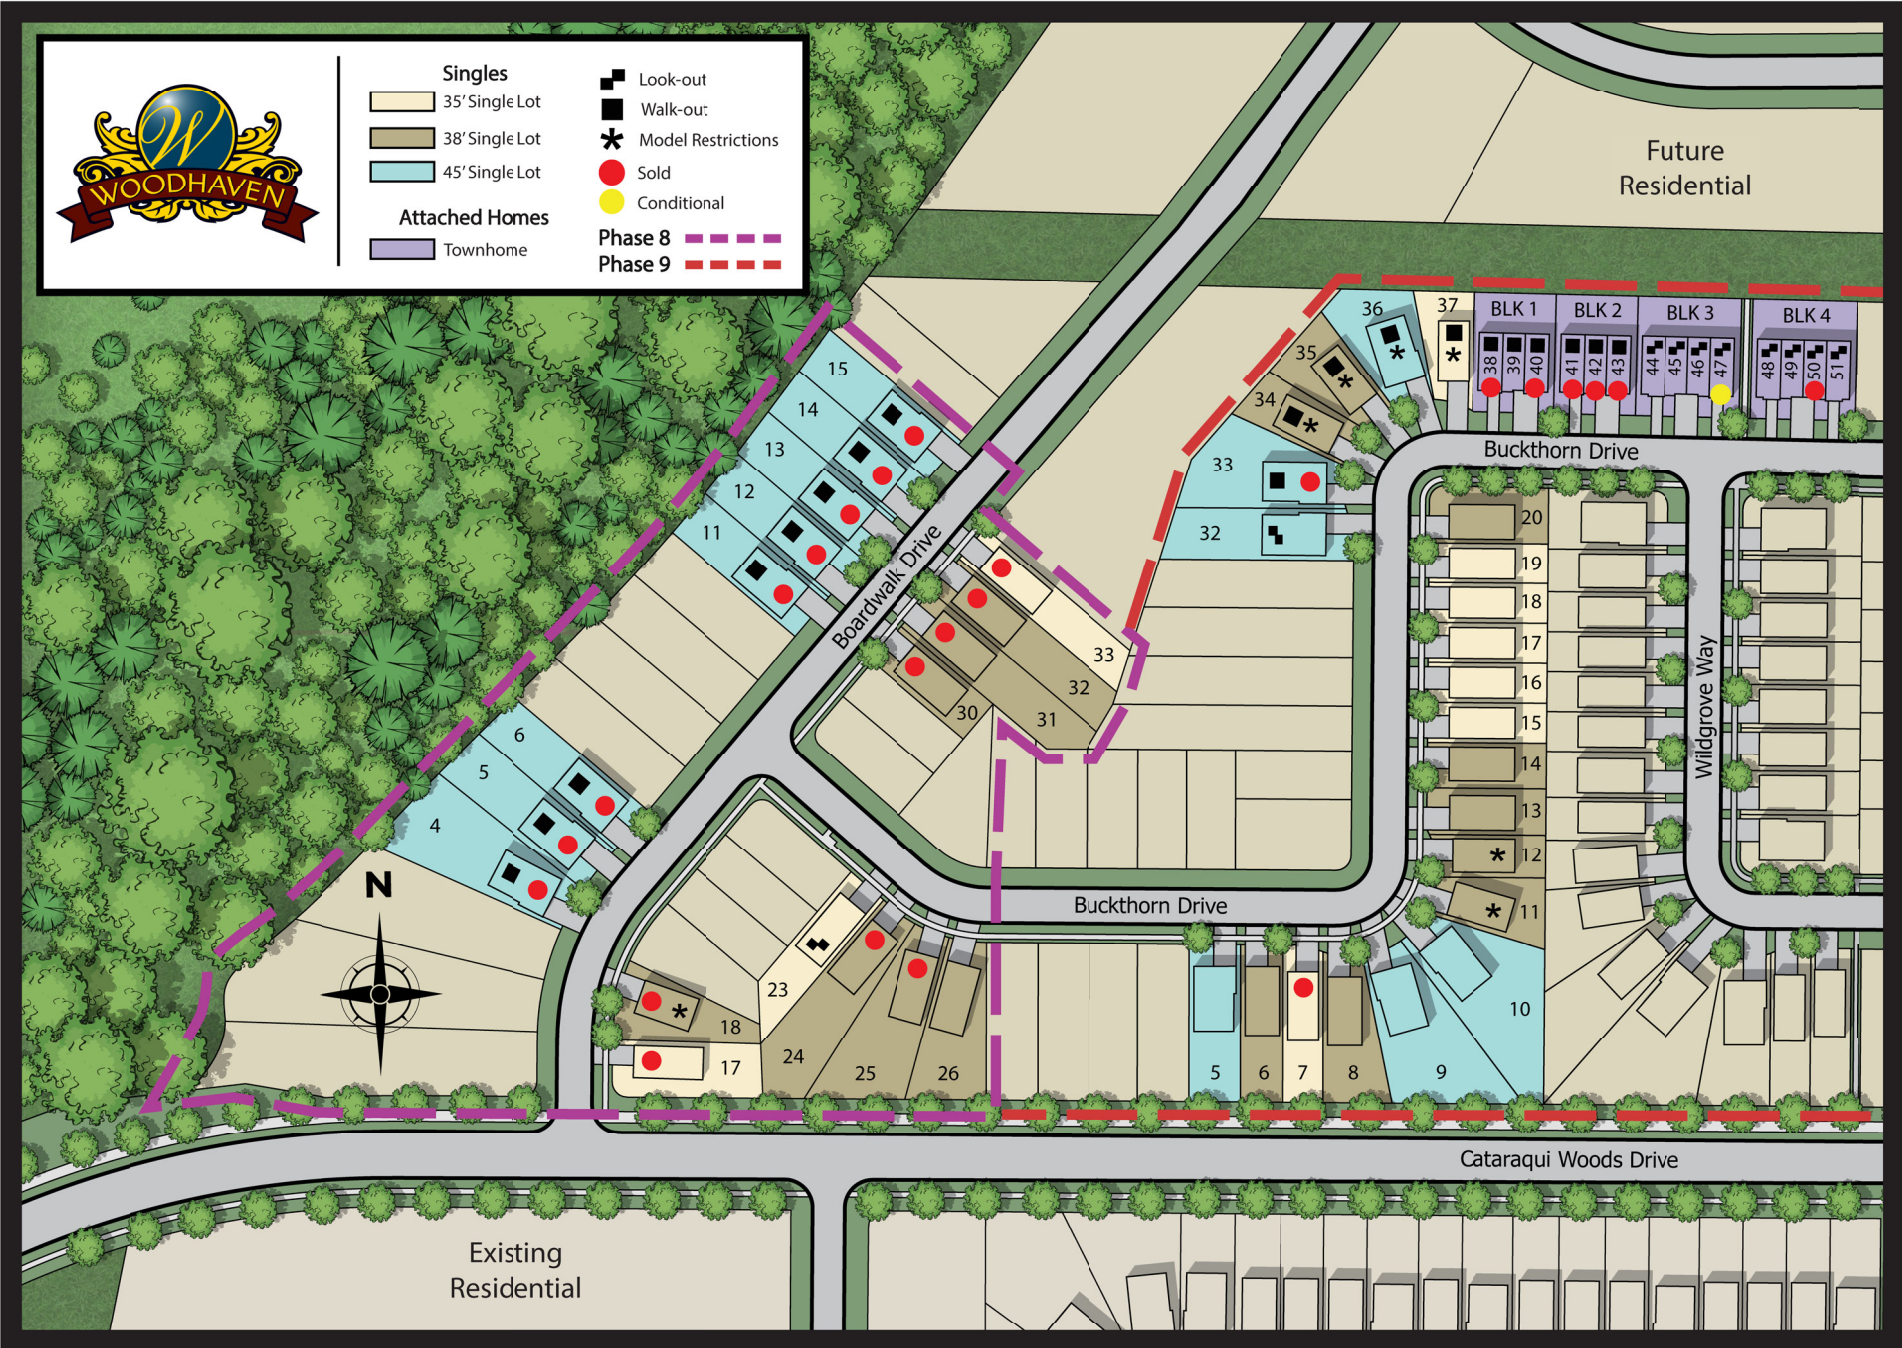 W
WOODHAVEN
Singles
35' Single Lot
38' Single Lot
45' Single Lot
Attached Homes
Townhome
Look-out
Walk-out
* Model Restrictions
Sold
Conditional
Phase 8
Phase 9
Future
Residential
36
37
BLK 1
BLK 2
BLK 3
BLK 4
38
39
40
41
42
43
44
45
46
47
48
49
50
51
35
34
33
32
*
*
*
*
Buckthorn Drive
15
14
13
12
11
Boardwalk Drive
33
32
31
30
20
19
18
17
16
15
14
13
12
11
*
*
Wildgrove Way
6
5
4
N
Buckthorn Drive
23
18
17
24
25
26
*
5
6
7
8
9
10
Cataraqui Woods Drive
Existing
Residential